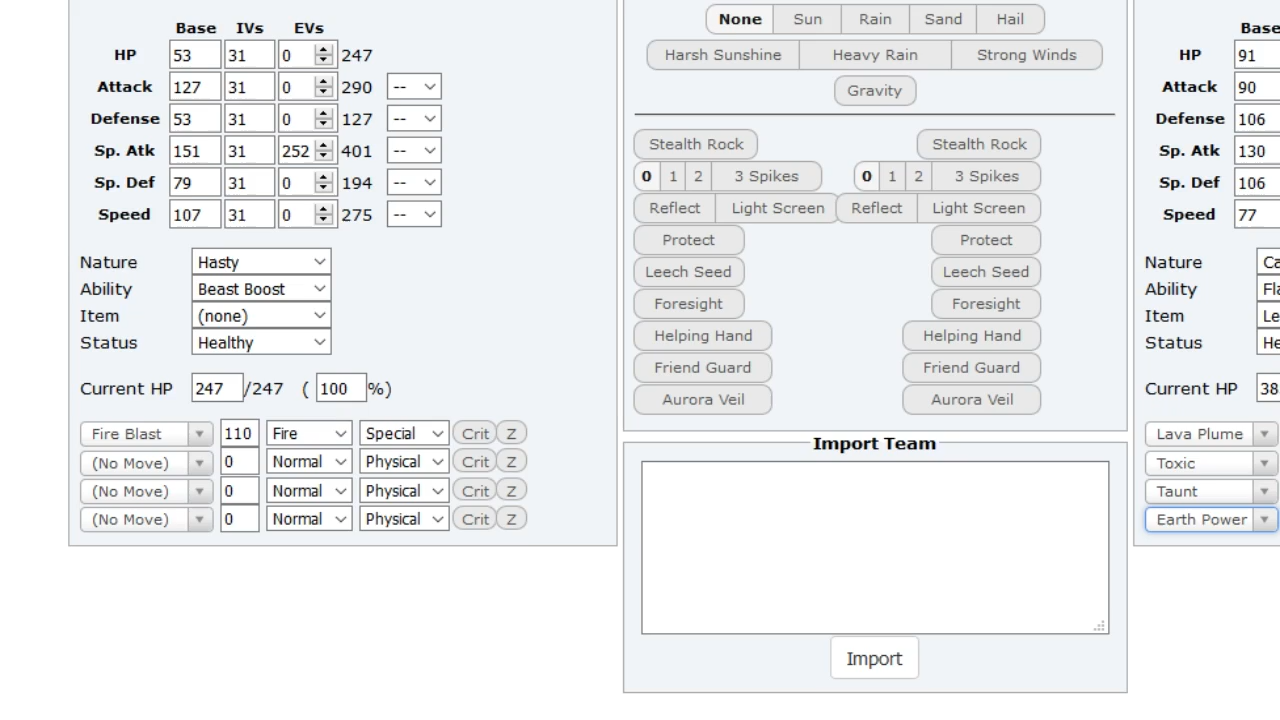 Base IVs EVs
HP 53 31 0 247
Attack 127 31 0 290 --
Defense 53 31 0 127 --
Sp. Atk 151 31 252 401 --
Sp. Def 79 31 0 194 --
Speed 107 31 0 275 --
Nature Hasty
Ability Beast Boost
Item (none)
Status Healthy
Current HP 247 /247 ( 100 %)
Fire Blast 110 Fire Special Crit Z
(No Move) 0 Normal Physical Crit Z
(No Move) 0 Normal Physical Crit Z
(No Move) 0 Normal Physical Crit Z
None Sun Rain Sand Hail
Harsh Sunshine Heavy Rain Strong Winds
Gravity
Stealth Rock Stealth Rock
0 1 2 3 Spikes 0 1 2 3 Spikes
Reflect Light Screen Reflect Light Screen
Protect Protect
Leech Seed Leech Seed
Foresight Foresight
Helping Hand Helping Hand
Friend Guard Friend Guard
Aurora Veil Aurora Veil
Import Team
Import
Base
HP 91
Attack 90
Defense 106
Sp. Atk 130
Sp. Def 106
Speed 77
Nature Ca
Ability Fla
Item Le
Status He
Current HP 38
Lava Plume
Toxic
Taunt
Earth Power